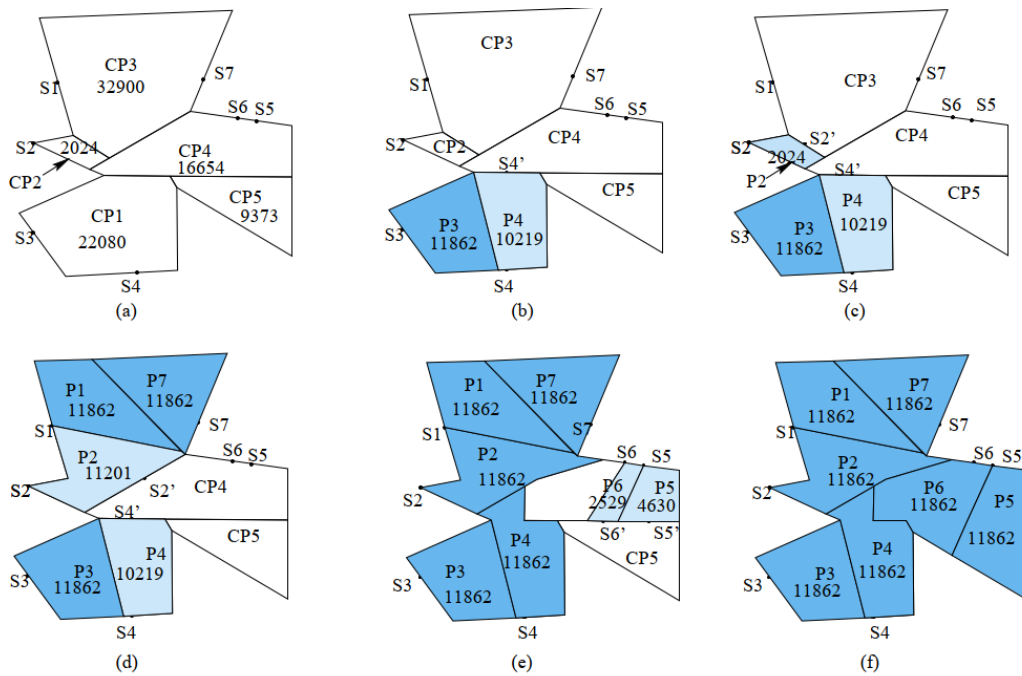 CP3
32900
S1
S7
S6 S5
S2
2024
CP2
CP4
16654
CP5
9373
CP1
22080
S3
S4
(a)
CP3
S1
S7
S6 S5
S2
CP2
CP4
S4'
CP5
P3
11862
P4
10219
S3
S4
(b)
CP3
S1
S7
S6 S5
S2
S2'
2024
P2
CP4
S4'
CP5
P3
11862
P4
10219
S3
S4
(c)
P1
11862
P7
11862
S1
S7
P2
11201
S6 S5
S2
S2'
CP4
S4'
CP5
P3
11862
P4
10219
S3
S4
(d)
P1
11862
P7
11862
S1
S7
P2
11862
S6 S5
S2
P6
2529
P5
4630
S6'
S5'
CP5
P3
11862
P4
11862
S3
S4
(e)
P1
11862
P7
11862
S1
S7
P2
11862
S6 S5
S2
P6
11862
P5
11862
P3
11862
P4
11862
S3
S4
(f)